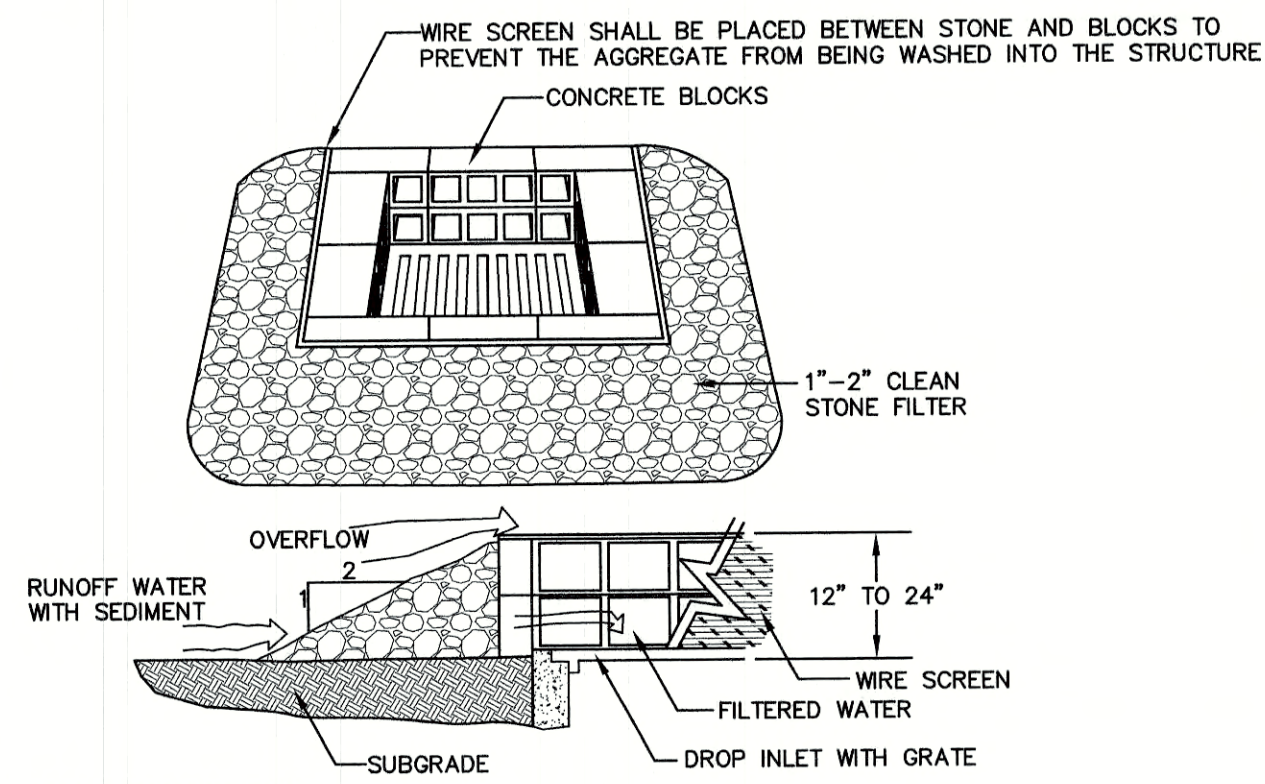 WIRE SCREEN SHALL BE PLACED BETWEEN STONE AND BLOCKS TO
PREVENT THE AGGREGATE FROM BEING WASHED INTO THE STRUCTURE
CONCRETE BLOCKS
1"-2" CLEAN
STONE FILTER
OVERFLOW
2
1
RUNOFF WATER
WITH SEDIMENT
12" TO 24"
WIRE SCREEN
FILTERED WATER
DROP INLET WITH GRATE
SUBGRADE